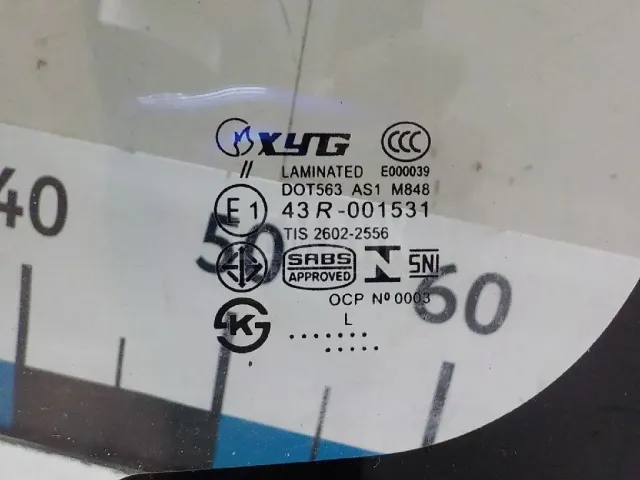 XYG CCC
// LAMINATED E000039
DOT563 AS1 M848
E1 43R-001531
TIS 2602-2556
SABS APPROVED SNI
OCP Nº 0003
K L
40 50 60